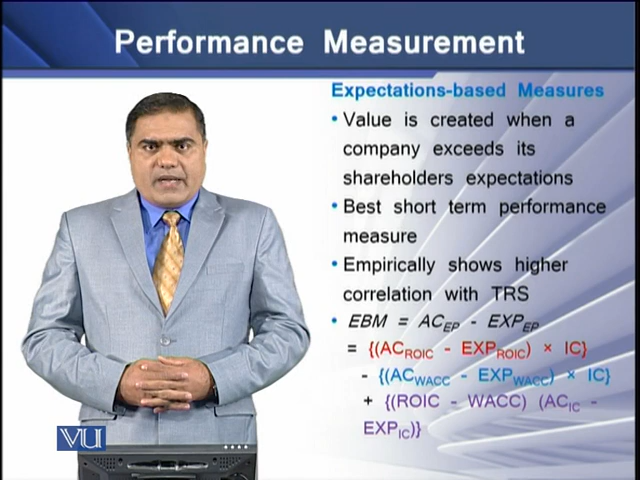 Performance Measurement
Expectations-based Measures
• Value is created when a
company exceeds its
shareholders expectations
• Best short term performance
measure
• Empirically shows higher
correlation with TRS
• EBM = AC_EP - EXP_EP
= {(AC_ROIC - EXP_ROIC) × IC}
- {(AC_WACC - EXP_WACC) × IC}
+ {(ROIC - WACC) (AC_IC -
EXP_IC)}
VU